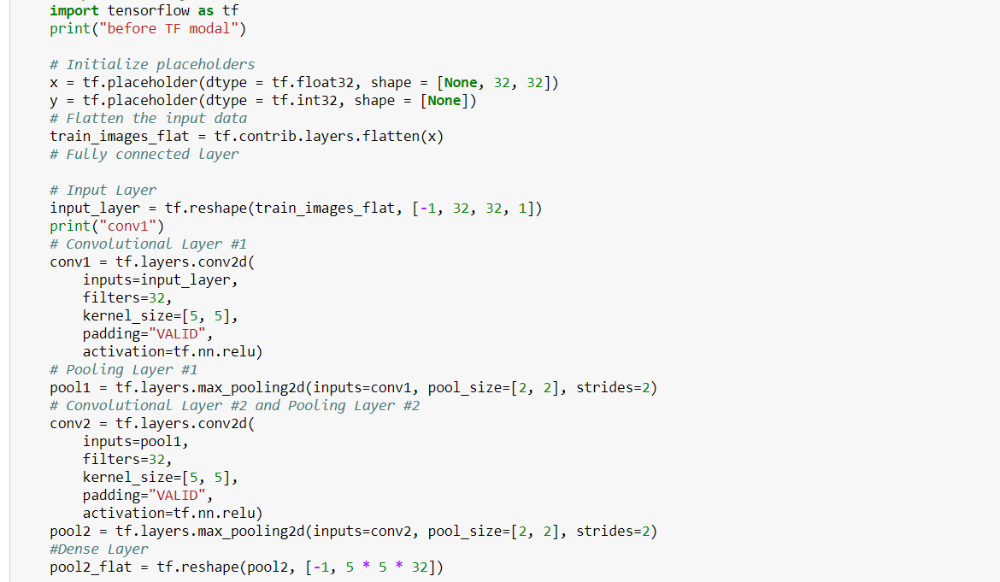 import tensorflow as tf
print("before TF modal")
# Initialize placeholders
x = tf.placeholder(dtype = tf.float32, shape = [None, 32, 32])
y = tf.placeholder(dtype = tf.int32, shape = [None])
# Flatten the input data
train_images_flat = tf.contrib.layers.flatten(x)
# Fully connected layer
# Input Layer
input_layer = tf.reshape(train_images_flat, [-1, 32, 32, 1])
print("conv1")
# Convolutional Layer #1
conv1 = tf.layers.conv2d(
    inputs=input_layer,
    filters=32,
    kernel_size=[5, 5],
    padding="VALID",
    activation=tf.nn.relu)
# Pooling Layer #1
pool1 = tf.layers.max_pooling2d(inputs=conv1, pool_size=[2, 2], strides=2)
# Convolutional Layer #2 and Pooling Layer #2
conv2 = tf.layers.conv2d(
    inputs=pool1,
    filters=32,
    kernel_size=[5, 5],
    padding="VALID",
    activation=tf.nn.relu)
pool2 = tf.layers.max_pooling2d(inputs=conv2, pool_size=[2, 2], strides=2)
#Dense Layer
pool2_flat = tf.reshape(pool2, [-1, 5 * 5 * 32])